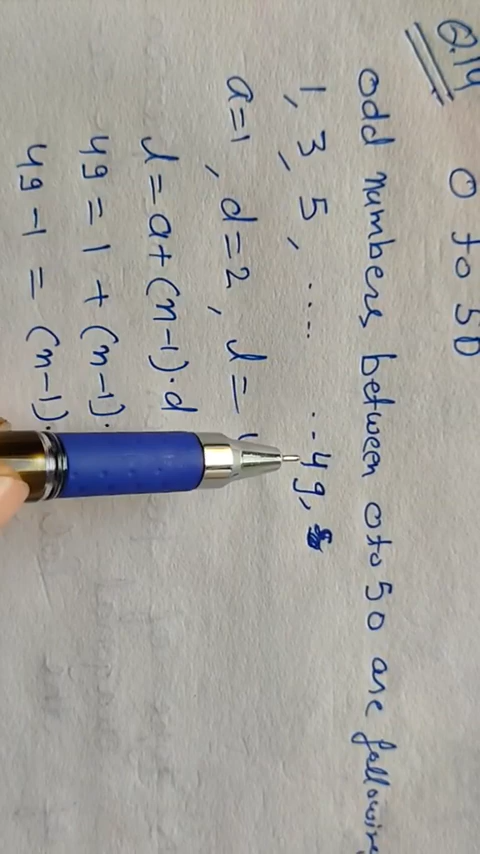 Q.14 0 to 50
odd numbers between 0 to 50 are following
1, 3, 5, ..... ...49,
a=1, d=2, l=
l=a+(n-1).d
49 = 1 + (n-1).
49-1 = (n-1).